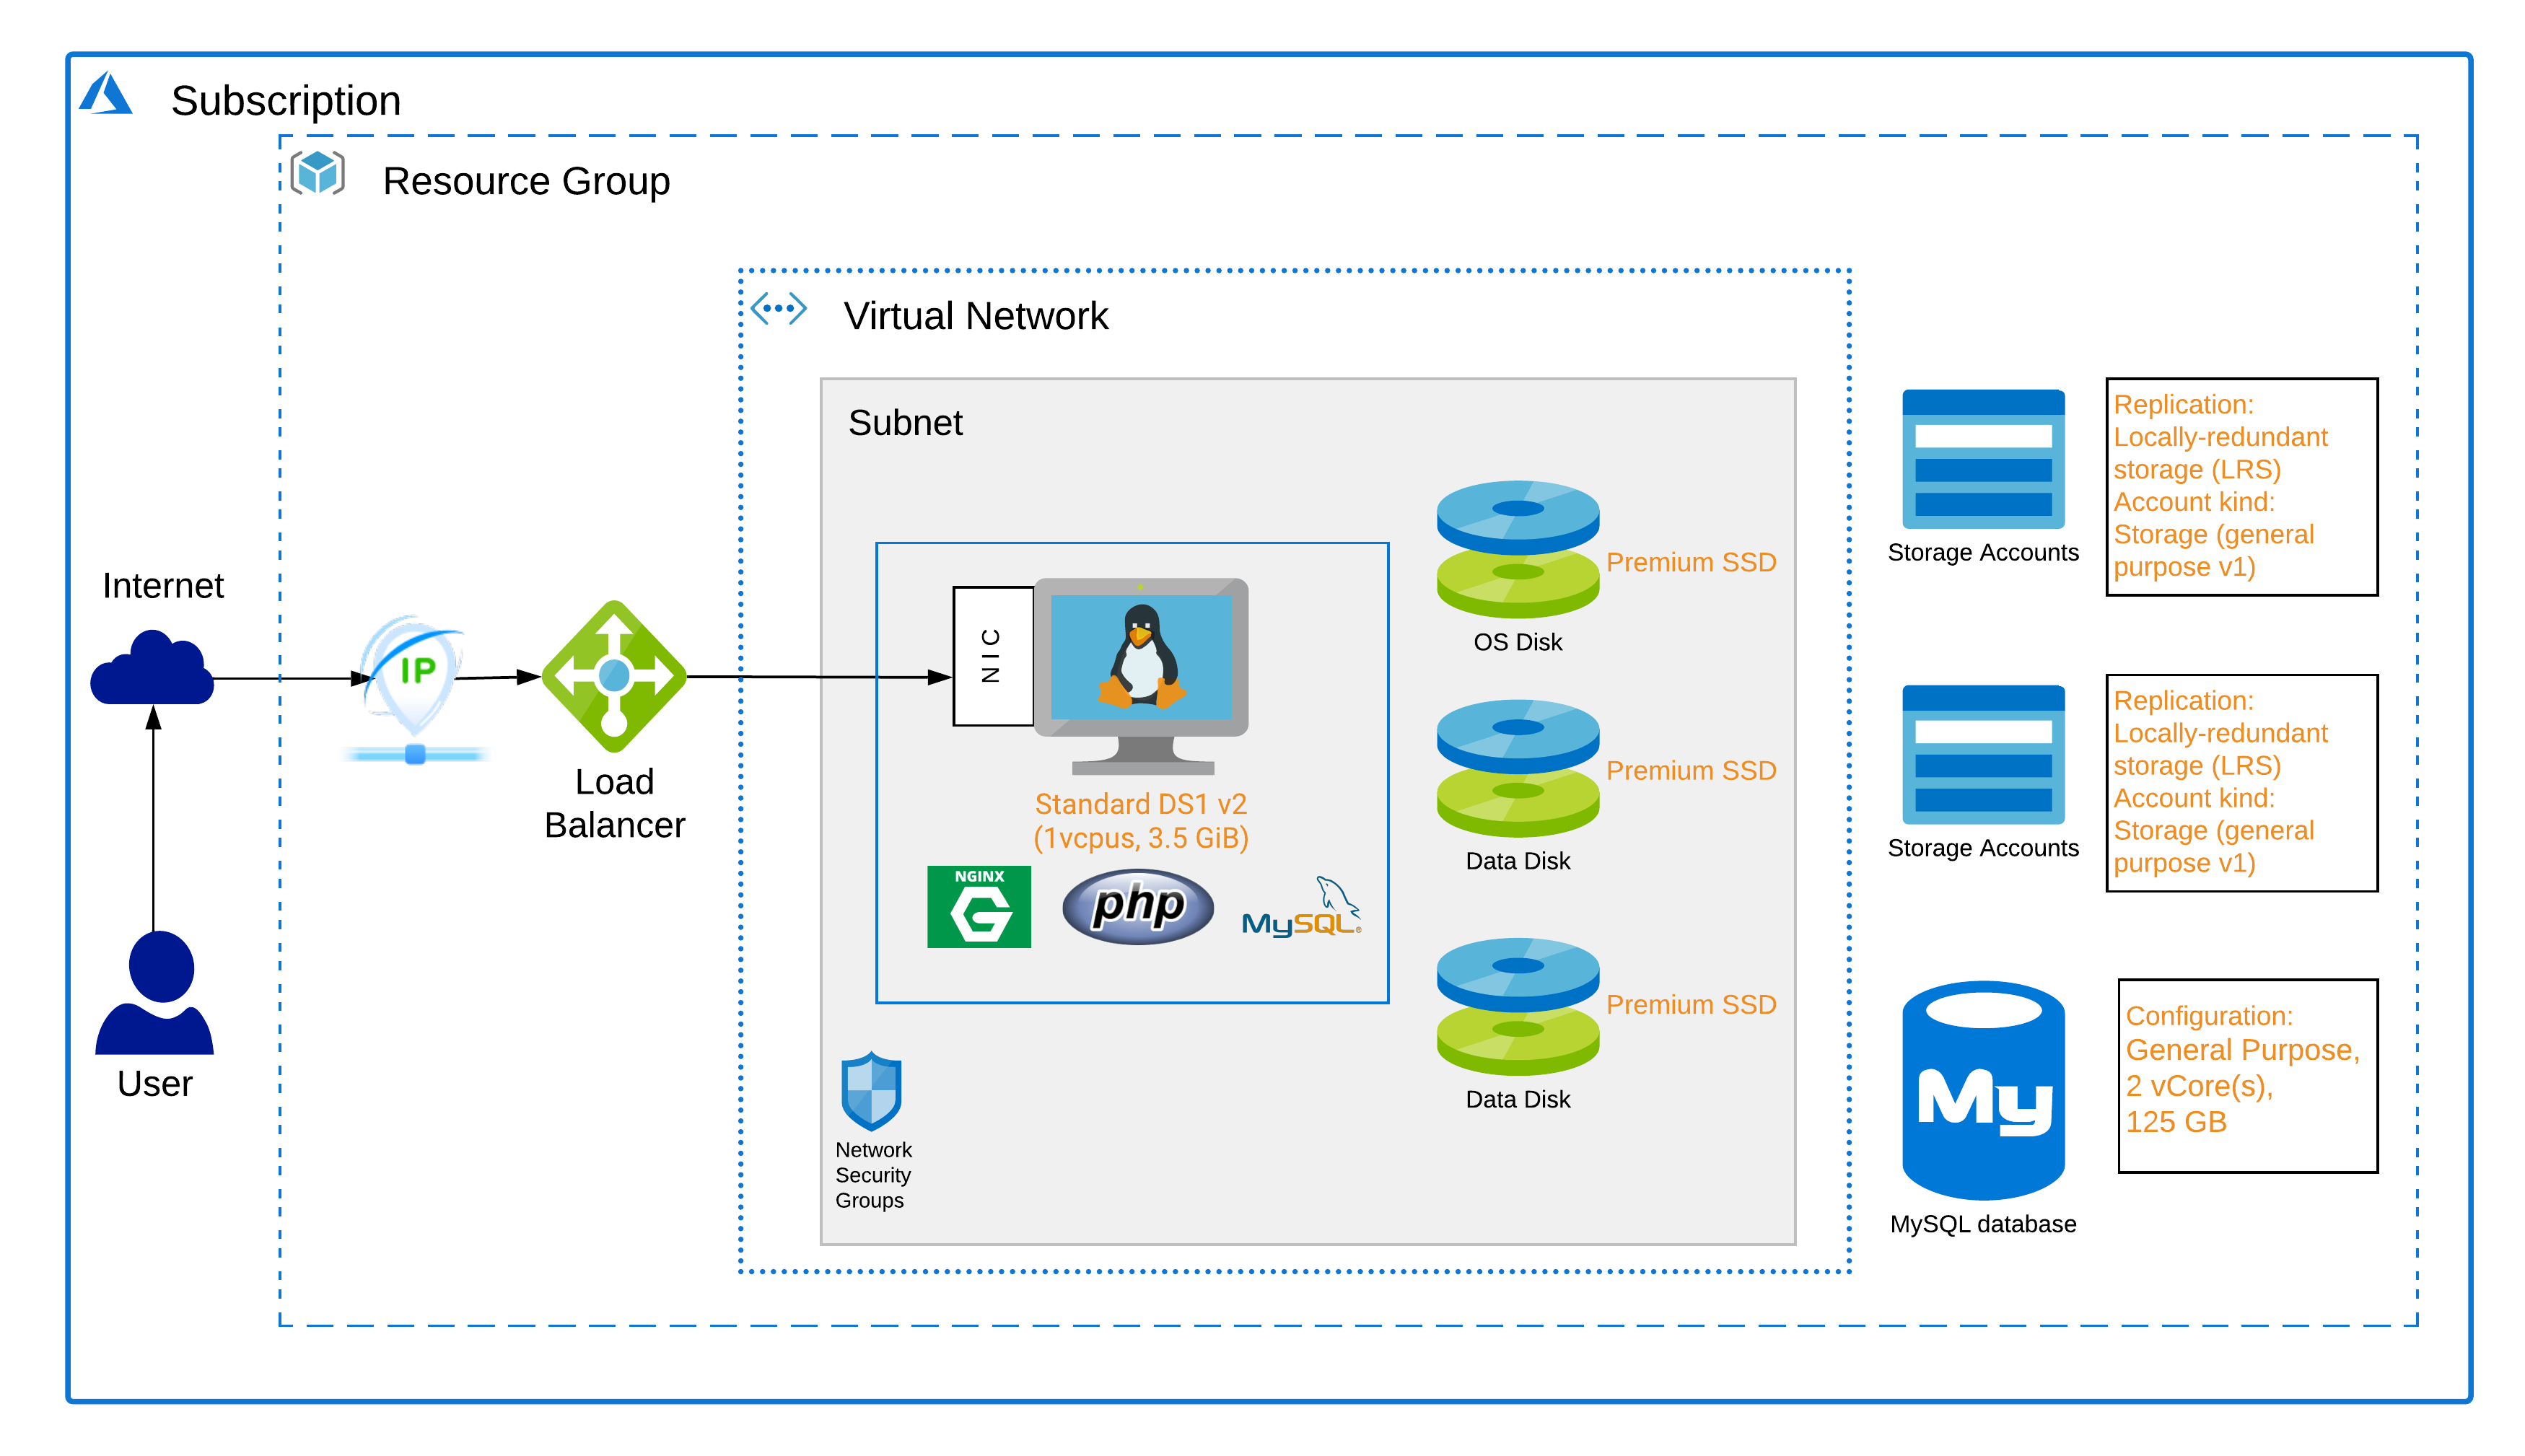 Subscription
Resource Group
Virtual Network
Subnet
Internet
IP
Load
Balancer
User
NIC
Standard DS1 v2
(1vcpus, 3.5 GiB)
NGINX
G
php
MySQL®
Network
Security
Groups
Premium SSD
OS Disk
Premium SSD
Data Disk
Premium SSD
Data Disk
Storage Accounts
Replication:
Locally-redundant
storage (LRS)
Account kind:
Storage (general
purpose v1)
Storage Accounts
Replication:
Locally-redundant
storage (LRS)
Account kind:
Storage (general
purpose v1)
My
MySQL database
Configuration:
General Purpose,
2 vCore(s),
125 GB